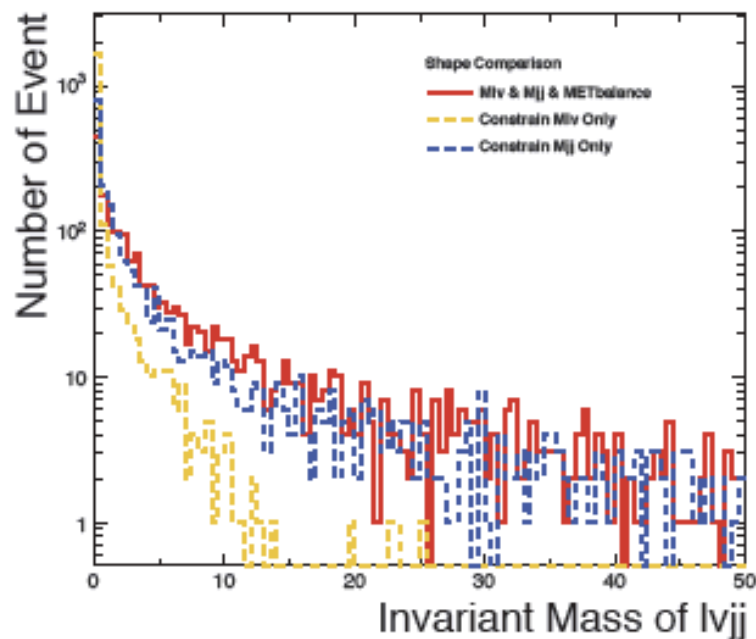 Number of Event
10³
10²
10
1
Shape Comparison
Mlv & Mjj & METbalance
Constrain Mlv Only
Constrain Mjj Only
0 10 20 30 40 50
Invariant Mass of lvjj